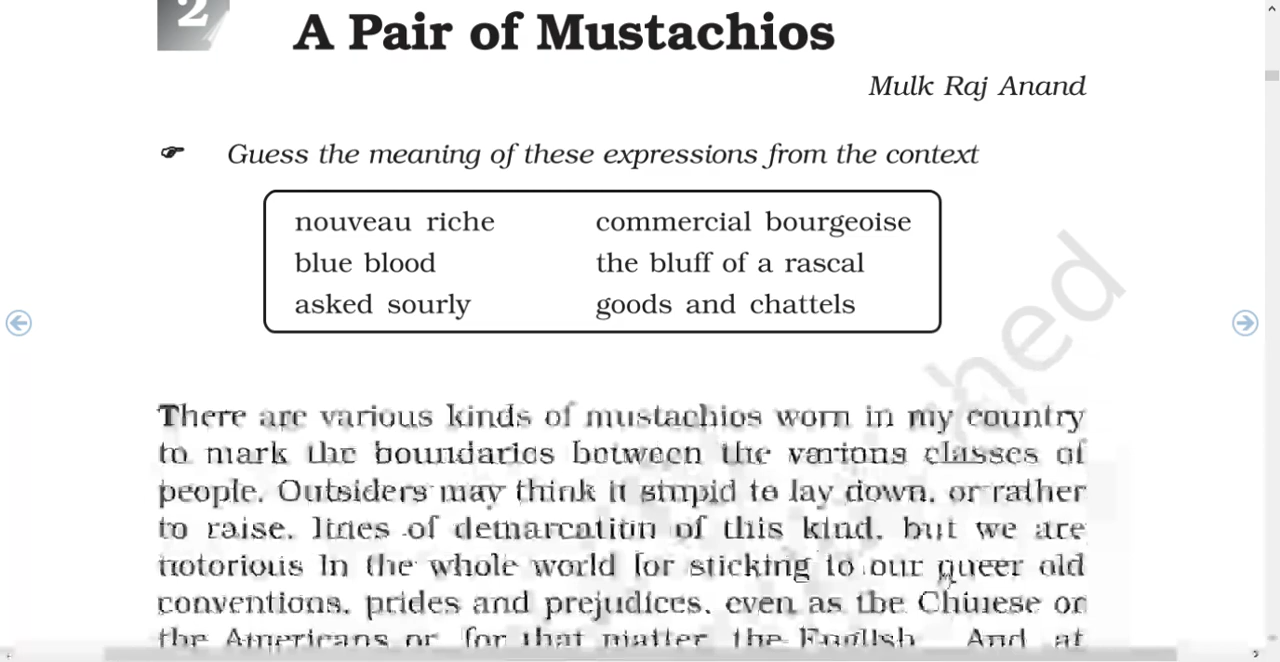 2
A Pair of Mustachios
Mulk Raj Anand
Guess the meaning of these expressions from the context
nouveau riche commercial bourgeoise
blue blood the bluff of a rascal
asked sourly goods and chattels
There are various kinds of mustachios worn in my country
to mark the boundaries between the various classes of
people. Outsiders may think it stupid to lay down, or rather
to raise, lines of demarcation of this kind, but we are
notorious in the whole world for sticking to our queer old
conventions, prides and prejudices, even as the Chinese or
the Americans or, for that matter, the English. And at